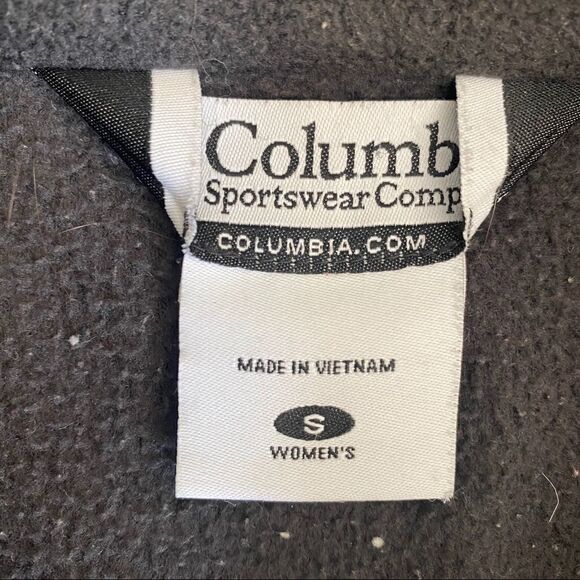 Columb
Sportswear Comp
COLUMBIA.COM
MADE IN VIETNAM
S
WOMEN'S